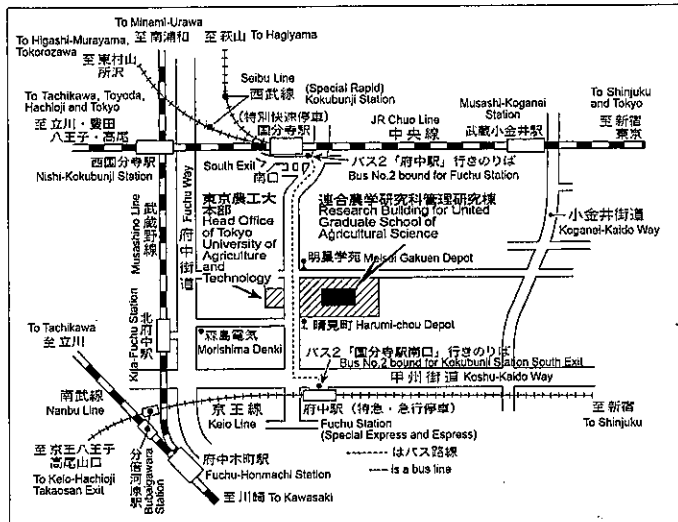 To Minami-Urawa
至南浦和
至萩山 To Hagiyama
To Higashi-Murayama,
Tokorozawa
至東村山
所沢
Seibu Line
西武線
(Special Rapid)
Kokubunji Station
(特別快速停車)
国分寺駅
To Tachikawa, Toyoda,
Hachioji and Tokyo
至立川・豊田
八王子・高尾
JR Chuo Line
中央線
Musashi-Koganei
Station
武蔵小金井駅
To Shinjuku
and Tokyo
至新宿
東京
西国分寺駅
Nishi-Kokubunji Station
South Exit
南口
バス2「府中駅」行きのりば
Bus No.2 bound for Fuchu Station
Musashino Line
武蔵野線
Fuchu Way
府中街道
東京農工大
本部
Head Office
of Tokyo
University of
Agriculture
and
Technology
連合農学研究科管理研究棟
Research Building for United
Graduate School of
Agricultural Science
小金井街道
Koganei-Kaido Way
明星学苑 Meisei Gakuen Depot
Kita-Fuchu Station
北府中駅
森島電気
Morishima Denki
晴見町 Harumi-chou Depot
バス2「国分寺駅南口」行きのりば
Bus No.2 bound for Kokubunji Station South Exit
甲州街道 Koshu-Kaido Way
To Tachikawa
至立川
南武線
Nanbu Line
京王線
Keio Line
府中駅(特急・急行停車)
Fuchu Station
(Special Express and Espress)
至新宿
To Shinjuku
至京王八王子
高尾山口
To Keio-Hachioji
Takaosan Exit
分倍河原駅
Bubaigawara
Station
府中本町駅
Fuchu-Honmachi Station
至川崎 To Kawasaki
はバス路線
is a bus line